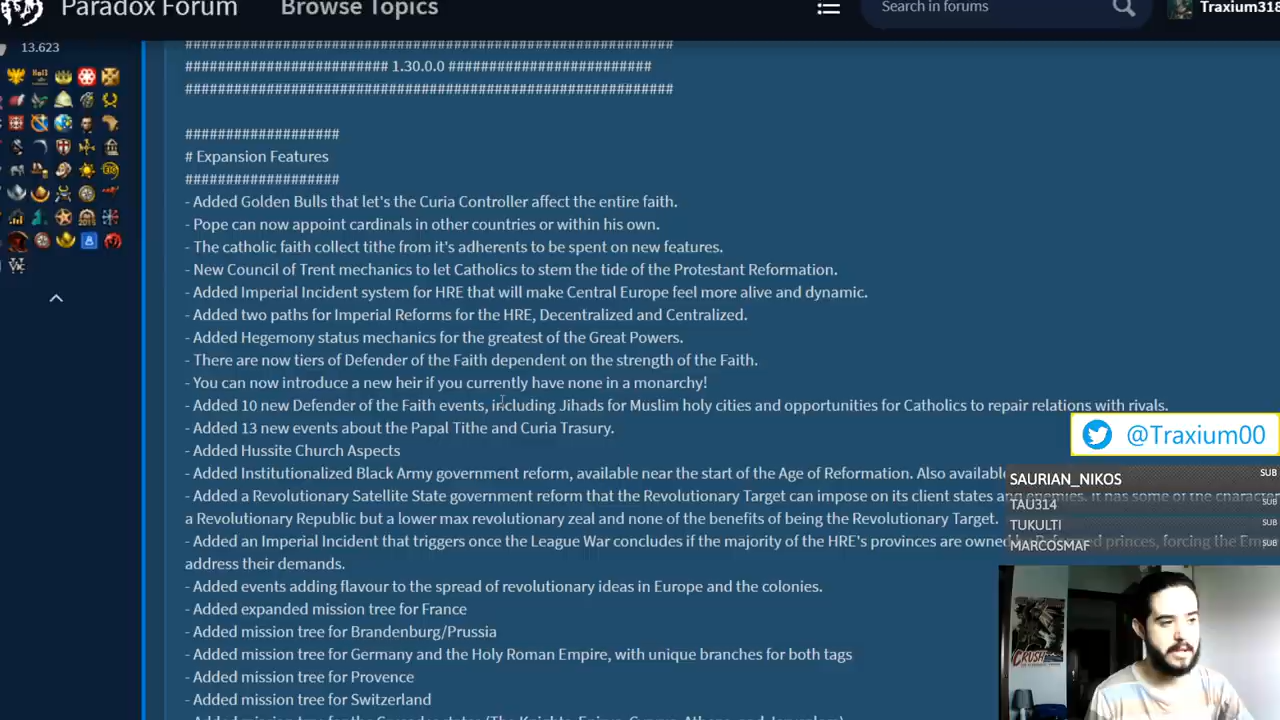 Paradox Forum
Browse Topics
Search in forums
Traxium318
13.623
################################################################
######################### 1.30.0.0 #########################
############################################################
###################
# Expansion Features
###################
- Added Golden Bulls that let's the Curia Controller affect the entire faith.
- Pope can now appoint cardinals in other countries or within his own.
- The catholic faith collect tithe from it's adherents to be spent on new features.
- New Council of Trent mechanics to let Catholics to stem the tide of the Protestant Reformation.
- Added Imperial Incident system for HRE that will make Central Europe feel more alive and dynamic.
- Added two paths for Imperial Reforms for the HRE, Decentralized and Centralized.
- Added Hegemony status mechanics for the greatest of the Great Powers.
- There are now tiers of Defender of the Faith dependent on the strength of the Faith.
- You can now introduce a new heir if you currently have none in a monarchy!
- Added 10 new Defender of the Faith events, including Jihads for Muslim holy cities and opportunities for Catholics to repair relations with rivals.
- Added 13 new events about the Papal Tithe and Curia Trasury.
- Added Hussite Church Aspects
- Added Institutionalized Black Army government reform, available near the start of the Age of Reformation. Also available
- Added a Revolutionary Satellite State government reform that the Revolutionary Target can impose on its client states and enemies. It has some of the character
a Revolutionary Republic but a lower max revolutionary zeal and none of the benefits of being the Revolutionary Target.
- Added an Imperial Incident that triggers once the League War concludes if the majority of the HRE's provinces are owned princes, forcing the Em
address their demands.
- Added events adding flavour to the spread of revolutionary ideas in Europe and the colonies.
- Added expanded mission tree for France
- Added mission tree for Brandenburg/Prussia
- Added mission tree for Germany and the Holy Roman Empire, with unique branches for both tags
- Added mission tree for Provence
- Added mission tree for Switzerland
@Traxium00
SAURIAN_NIKOS SUB
TAU314 SUB
TUKULTI SUB
MARCOSMAF SUB